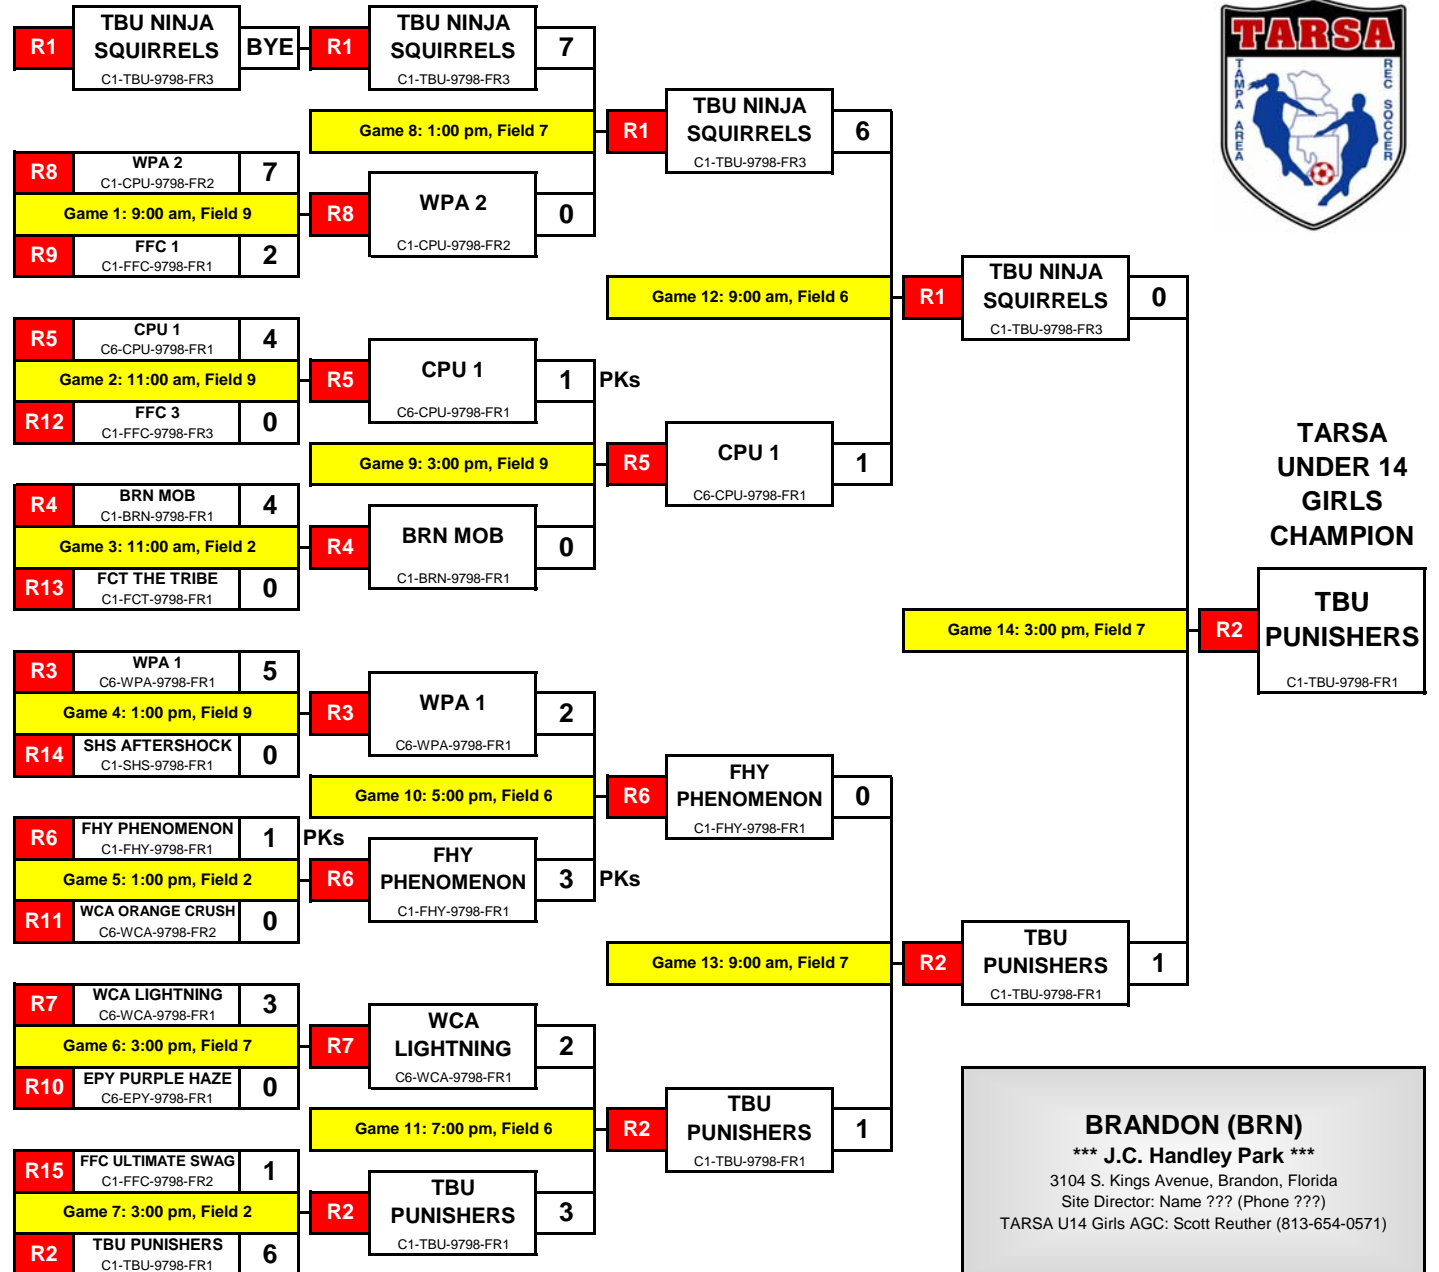 TBU NINJA
SQUIRRELS
C1-TBU-9798-FR3
R1
BYE
R8
WPA 2
C1-CPU-9798-FR2
7
Game 1: 9:00 am, Field 9
R9
FFC 1
C1-FFC-9798-FR1
2
R5
CPU 1
C6-CPU-9798-FR1
4
Game 2: 11:00 am, Field 9
R12
FFC 3
C1-FFC-9798-FR3
0
R4
BRN MOB
C1-BRN-9798-FR1
4
Game 3: 11:00 am, Field 2
R13
FCT THE TRIBE
C1-FCT-9798-FR1
0
R3
WPA 1
C6-WPA-9798-FR1
5
Game 4: 1:00 pm, Field 9
R14
SHS AFTERSHOCK
C1-SHS-9798-FR1
0
R6
FHY PHENOMENON
C1-FHY-9798-FR1
1
PKs
Game 5: 1:00 pm, Field 2
R11
WCA ORANGE CRUSH
C6-WCA-9798-FR2
0
R7
WCA LIGHTNING
C6-WCA-9798-FR1
3
Game 6: 3:00 pm, Field 7
R10
EPY PURPLE HAZE
C6-EPY-9798-FR1
0
R15
FFC ULTIMATE SWAG
C1-FFC-9798-FR2
1
Game 7: 3:00 pm, Field 2
R2
TBU PUNISHERS
C1-TBU-9798-FR1
6
R1
TBU NINJA
SQUIRRELS
C1-TBU-9798-FR3
7
Game 8: 1:00 pm, Field 7
R8
WPA 2
C1-CPU-9798-FR2
0
R5
CPU 1
C6-CPU-9798-FR1
1
PKs
Game 9: 3:00 pm, Field 9
R4
BRN MOB
C1-BRN-9798-FR1
0
R3
WPA 1
C6-WPA-9798-FR1
2
Game 10: 5:00 pm, Field 6
R6
FHY
PHENOMENON
C1-FHY-9798-FR1
3
PKs
R7
WCA
LIGHTNING
C6-WCA-9798-FR1
2
Game 11: 7:00 pm, Field 6
R2
TBU
PUNISHERS
C1-TBU-9798-FR1
3
R1
TBU NINJA
SQUIRRELS
C1-TBU-9798-FR3
6
Game 12: 9:00 am, Field 6
R5
CPU 1
C6-CPU-9798-FR1
1
R6
FHY
PHENOMENON
C1-FHY-9798-FR1
0
Game 13: 9:00 am, Field 7
R2
TBU
PUNISHERS
C1-TBU-9798-FR1
1
R1
TBU NINJA
SQUIRRELS
C1-TBU-9798-FR3
0
Game 14: 3:00 pm, Field 7
R2
TBU
PUNISHERS
C1-TBU-9798-FR1
1
TARSA
TAMPA AREA
REC SOCCER
TARSA
UNDER 14
GIRLS
CHAMPION
R2
TBU
PUNISHERS
C1-TBU-9798-FR1
BRANDON (BRN)
*** J.C. Handley Park ***
3104 S. Kings Avenue, Brandon, Florida
Site Director: Name ??? (Phone ???)
TARSA U14 Girls AGC: Scott Reuther (813-654-0571)